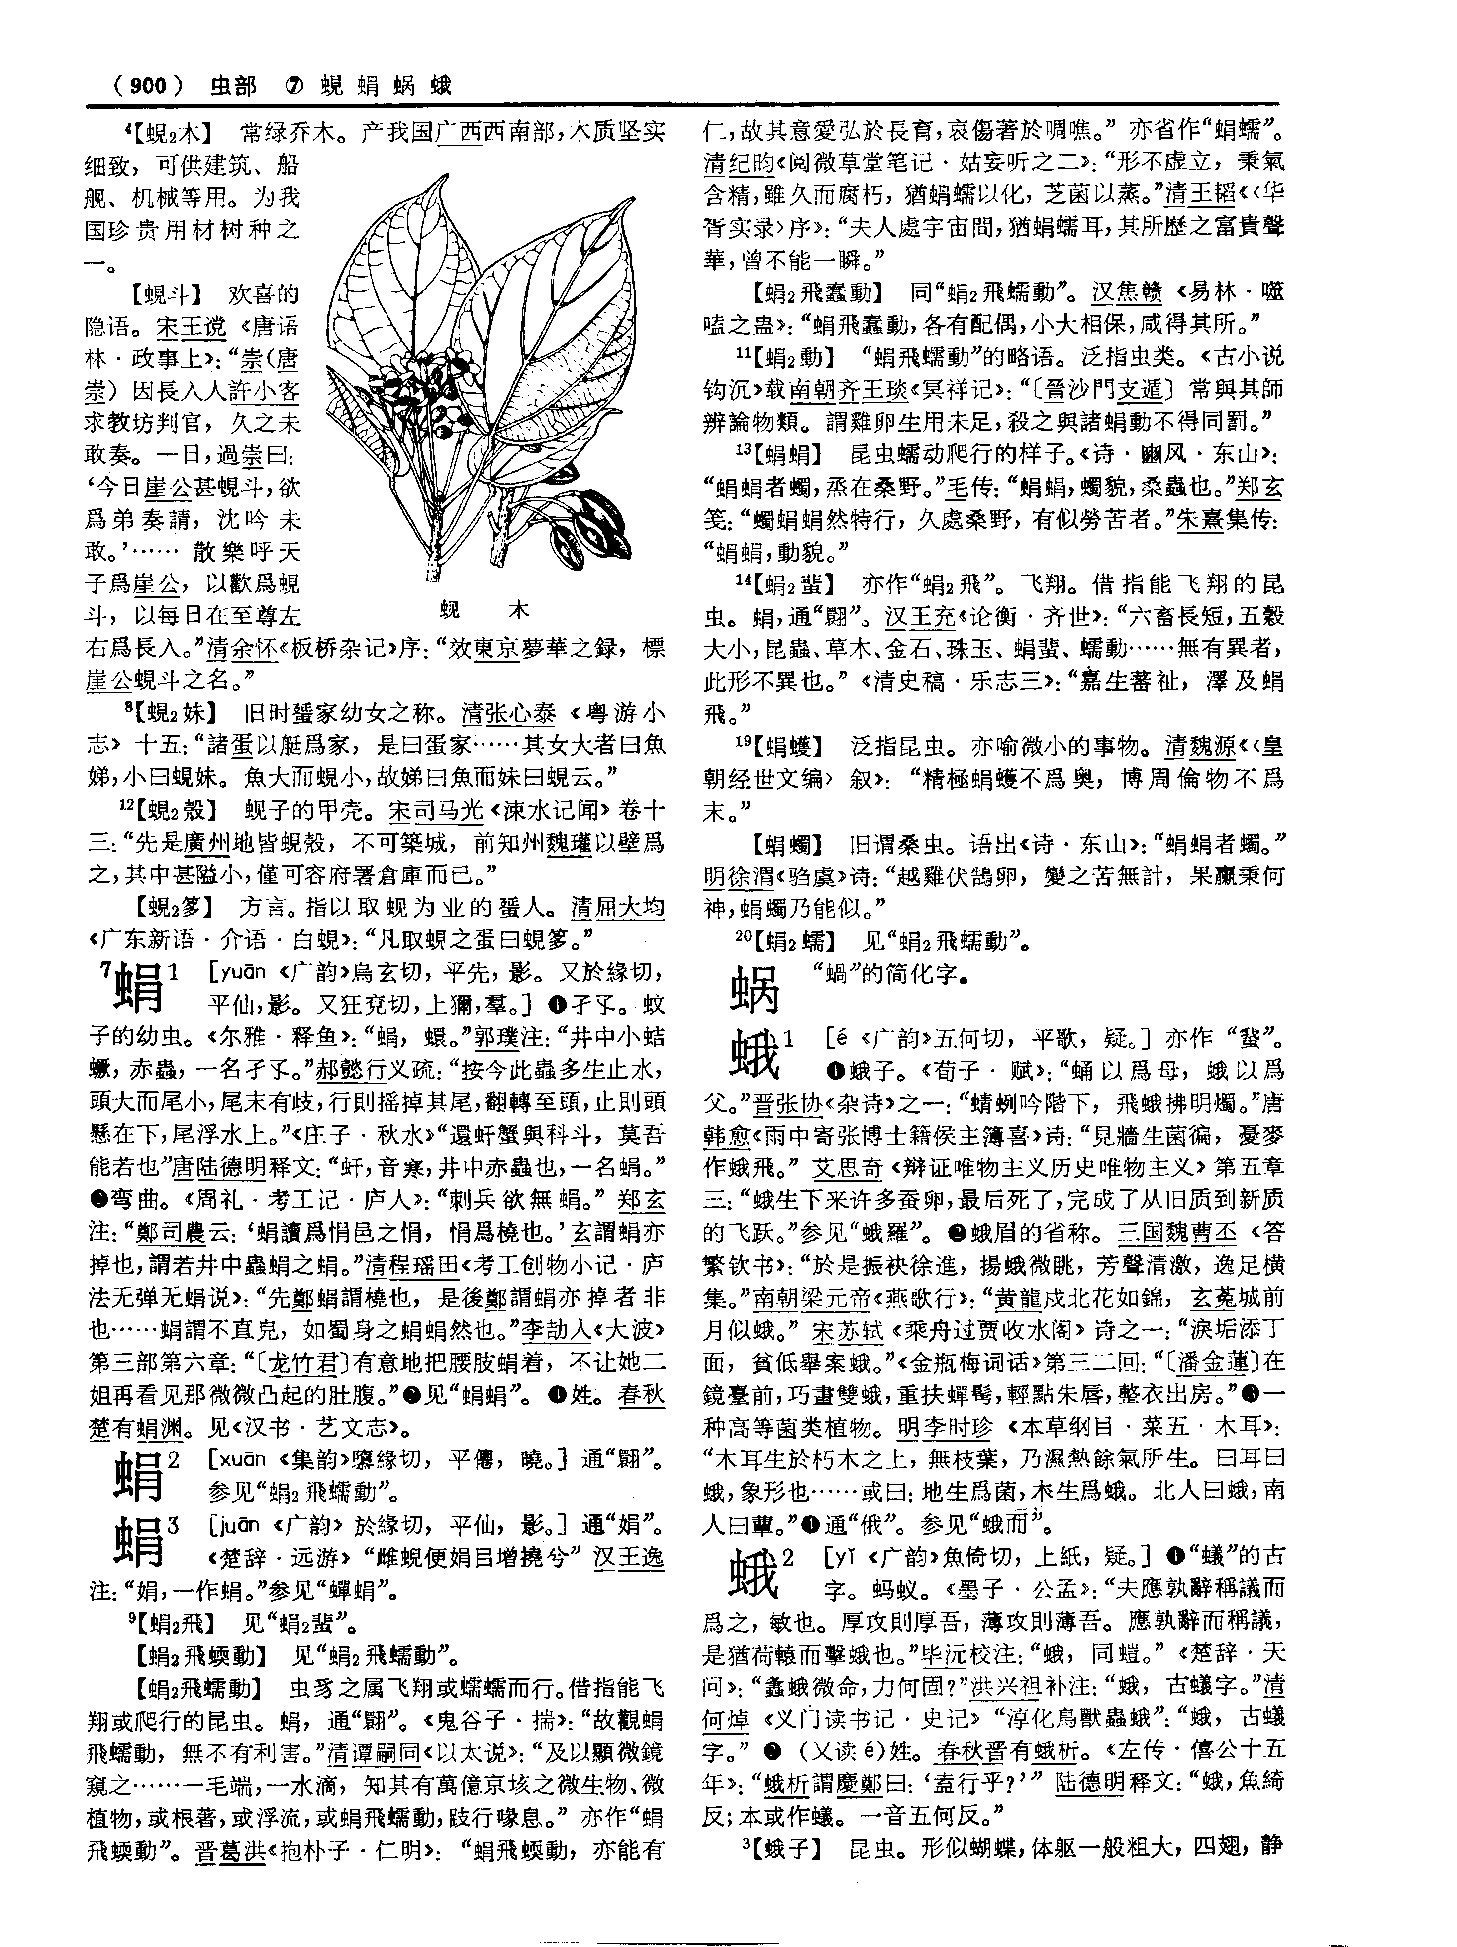 （900） 虫部 ⑦ 蜆 蜎 蜗 蛾
⁴【蜆₂木】 常绿乔木。产我国广西西南部，木质坚实
细致，可供建筑、船
舰、机械等用。为我
国珍贵用材树种之
一。
【蜆斗】 欢喜的
隐语。宋王谠《唐语
林·政事上》：“崇（唐
崇）因長入人許小客
求教坊判官，久之未
敢奏。一日，過崇曰：
‘今日崖公甚蜆斗，欲
爲弟奏請，沈吟未
敢。’……散樂呼天
子爲崖公，以歡爲蜆
斗，以每日在至尊左
蚬 木
右爲長入。”清余怀《板桥杂记》序：“效東京夢華之録，標
崖公蜆斗之名。”
⁸【蜆₂妹】 旧时蜑家幼女之称。清张心泰《粤游小
志》十五：“諸蛋以艇爲家，是曰蛋家……其女大者曰魚
娣，小曰蜆妹。魚大而蜆小，故娣曰魚而妹曰蜆云。”
¹²【蜆₂殼】 蚬子的甲壳。宋司马光《涑水记闻》卷十
三：“先是廣州地皆蜆殼，不可築城，前知州魏瓘以甓爲
之，其中甚隘小，僅可容府署倉庫而已。”
【蜆₂篸】 方言。指以取蚬为业的蜑人。清屈大均
《广东新语·介语·白蜆》：“凡取蜆之蛋曰蜆篸。”
⁷蜎1 ［yuān《广韵》烏玄切，平先，影。又於緣切，
平仙，影。又狂兗切，上獮，羣。］❶孑孓。蚊
子的幼虫。《尔雅·释鱼》：“蜎，蠉。”郭璞注：“井中小蛣
蟩，赤蟲，一名孑孓。”郝懿行义疏：“按今此蟲多生止水，
頭大而尾小，尾末有歧，行則摇掉其尾，翻轉至頭，止則頭
懸在下，尾浮水上。”《庄子·秋水》“還虷蟹與科斗，莫吾
能若也”唐陆德明释文：“虷，音寒，井中赤蟲也，一名蜎。”
❷弯曲。《周礼·考工记·庐人》：“刺兵欲無蜎。”郑玄
注：“鄭司農云：‘蜎讀爲悁邑之悁，悁爲橈也。’玄謂蜎亦
掉也，謂若井中蟲蜎之蜎。”清程瑶田《考工创物小记·庐
法无弹无蜎说》：“先鄭蜎謂橈也，是後鄭謂蜎亦掉者非
也……蜎謂不直皃，如蜀身之蜎蜎然也。”李劼人《大波》
第三部第六章：“〔龙竹君〕有意地把腰肢蜎着，不让她二
姐再看见那微微凸起的肚腹。”❸见“蜎蜎”。❹姓。春秋
楚有蜎渊。见《汉书·艺文志》。
蜎2 ［xuān《集韵》隳緣切，平僊，曉。］通“翾”。
参见“蜎₂飛蠕動”。
蜎3 ［juān《广韵》於緣切，平仙，影。］通“娟”。
《楚辞·远游》“雌蜺便娟目增撓兮”汉王逸
注：“娟，一作蜎。”参见“蟬蜎”。
⁹【蜎₂飛】 见“蜎₂蜚”。
【蜎₂飛蝡動】 见“蜎₂飛蠕動”。
【蜎₂飛蠕動】 虫豸之属飞翔或蠕蠕而行。借指能飞
翔或爬行的昆虫。蜎，通“翾”。《鬼谷子·揣》：“故觀蜎
飛蠕動，無不有利害。”清谭嗣同《以太说》：“及以顯微鏡
窺之……一毛端，一水滴，知其有萬億京垓之微生物、微
植物，或根著，或浮流，或蜎飛蠕動，跂行喙息。”亦作“蜎
飛蝡動”。晋葛洪《抱朴子·仁明》：“蜎飛蝡動，亦能有
仁，故其意愛弘於長育，哀傷著於啁噍。”亦省作“蜎蠕”。
清纪昀《阅微草堂笔记·姑妄听之二》：“形不虚立，秉氣
含精，雖久而腐朽，猶蜎蠕以化，芝菌以蒸。”清王韬《〈华
胥实录〉序》：“夫人處宇宙間，猶蜎蠕耳，其所歷之富貴聲
華，曾不能一瞬。”
【蜎₂飛蠢動】 同“蜎₂飛蠕動”。汉焦赣《易林·噬
嗑之蛊》：“蜎飛蠢動，各有配偶，小大相保，咸得其所。”
¹¹【蜎₂動】 “蜎飛蠕動”的略语。泛指虫类。《古小说
钩沉》载南朝齐王琰《冥祥记》：“〔晉沙門支遁〕常與其師
辨論物類。謂雞卵生用未足，殺之與諸蜎動不得同罰。”
¹³【蜎蜎】 昆虫蠕动爬行的样子。《诗·豳风·东山》：
“蜎蜎者蠋，烝在桑野。”毛传：“蜎蜎，蠋貌，桑蟲也。”郑玄
笺：“蠋蜎蜎然特行，久處桑野，有似勞苦者。”朱熹集传：
“蜎蜎，動貌。”
¹⁴【蜎₂蜚】 亦作“蜎₂飛”。飞翔。借指能飞翔的昆
虫。蜎，通“翾”。汉王充《论衡·齐世》：“六畜長短，五穀
大小，昆蟲、草木、金石、珠玉、蜎蜚、蠕動……無有異者，
此形不異也。”《清史稿·乐志三》：“嘉生蕃祉，澤及蜎
飛。”
¹⁹【蜎蠖】 泛指昆虫。亦喻微小的事物。清魏源《〈皇
朝经世文编〉叙》：“精極蜎蠖不爲奥，博周倫物不爲
末。”
【蜎蠋】 旧谓桑虫。语出《诗·东山》：“蜎蜎者蠋。”
明徐渭《驺虞》诗：“越雞伏鵠卵，變之苦無計，果蠃秉何
神，蜎蠋乃能似。”
²⁰【蜎₂蠕】 见“蜎₂飛蠕動”。
蜗 “蝸”的简化字。
蛾1 ［é《广韵》五何切，平歌，疑。］亦作“䖸”。
❶蛾子。《荀子·赋》：“蛹以爲母，蛾以爲
父。”晋张协《杂诗》之一：“蜻蛚吟階下，飛蛾拂明燭。”唐
韩愈《雨中寄张博士籍侯主簿喜》诗：“見牆生菌徧，憂麥
作蛾飛。”艾思奇《辩证唯物主义历史唯物主义》第五章
三：“蛾生下来许多蚕卵，最后死了，完成了从旧质到新质
的飞跃。”参见“蛾羅”。❷蛾眉的省称。三国魏曹丕《答
繁钦书》：“於是振袂徐進，揚蛾微眺，芳聲清激，逸足横
集。”南朝梁元帝《燕歌行》：“黄龍戍北花如錦，玄菟城前
月似蛾。”宋苏轼《乘舟过贾收水阁》诗之一：“淚垢添丁
面，貧低舉案蛾。”《金瓶梅词话》第三二回：“〔潘金蓮〕在
鏡臺前，巧畫雙蛾，重扶蟬髩，輕點朱唇，整衣出房。”❸一
种高等菌类植物。明李时珍《本草纲目·菜五·木耳》：
“木耳生於朽木之上，無枝葉，乃濕熱餘氣所生。曰耳曰
蛾，象形也……或曰：地生爲菌，木生爲蛾。北人曰蛾，南
人曰蕈。”❹通“俄”。参见“蛾而”。
蛾2 ［yǐ《广韵》魚倚切，上紙，疑。］❶“蟻”的古
字。蚂蚁。《墨子·公孟》：“夫應孰辭稱議而
爲之，敏也。厚攻則厚吾，薄攻則薄吾。應孰辭而稱議，
是猶荷轅而擊蛾也。”毕沅校注：“蛾，同螘。”《楚辞·天
问》：“蠭蛾微命，力何固？”洪兴祖补注：“蛾，古蟻字。”清
何焯《义门读书记·史记》“淳化鳥獸蟲蛾”：“蛾，古蟻
字。”❷（又读é）姓。春秋晋有蛾析。《左传·僖公十五
年》：“蛾析謂慶鄭曰：‘盍行乎？’”陆德明释文：“蛾，魚綺
反；本或作蟻。一音五何反。”
³【蛾子】 昆虫。形似蝴蝶，体躯一般粗大，四翅，静